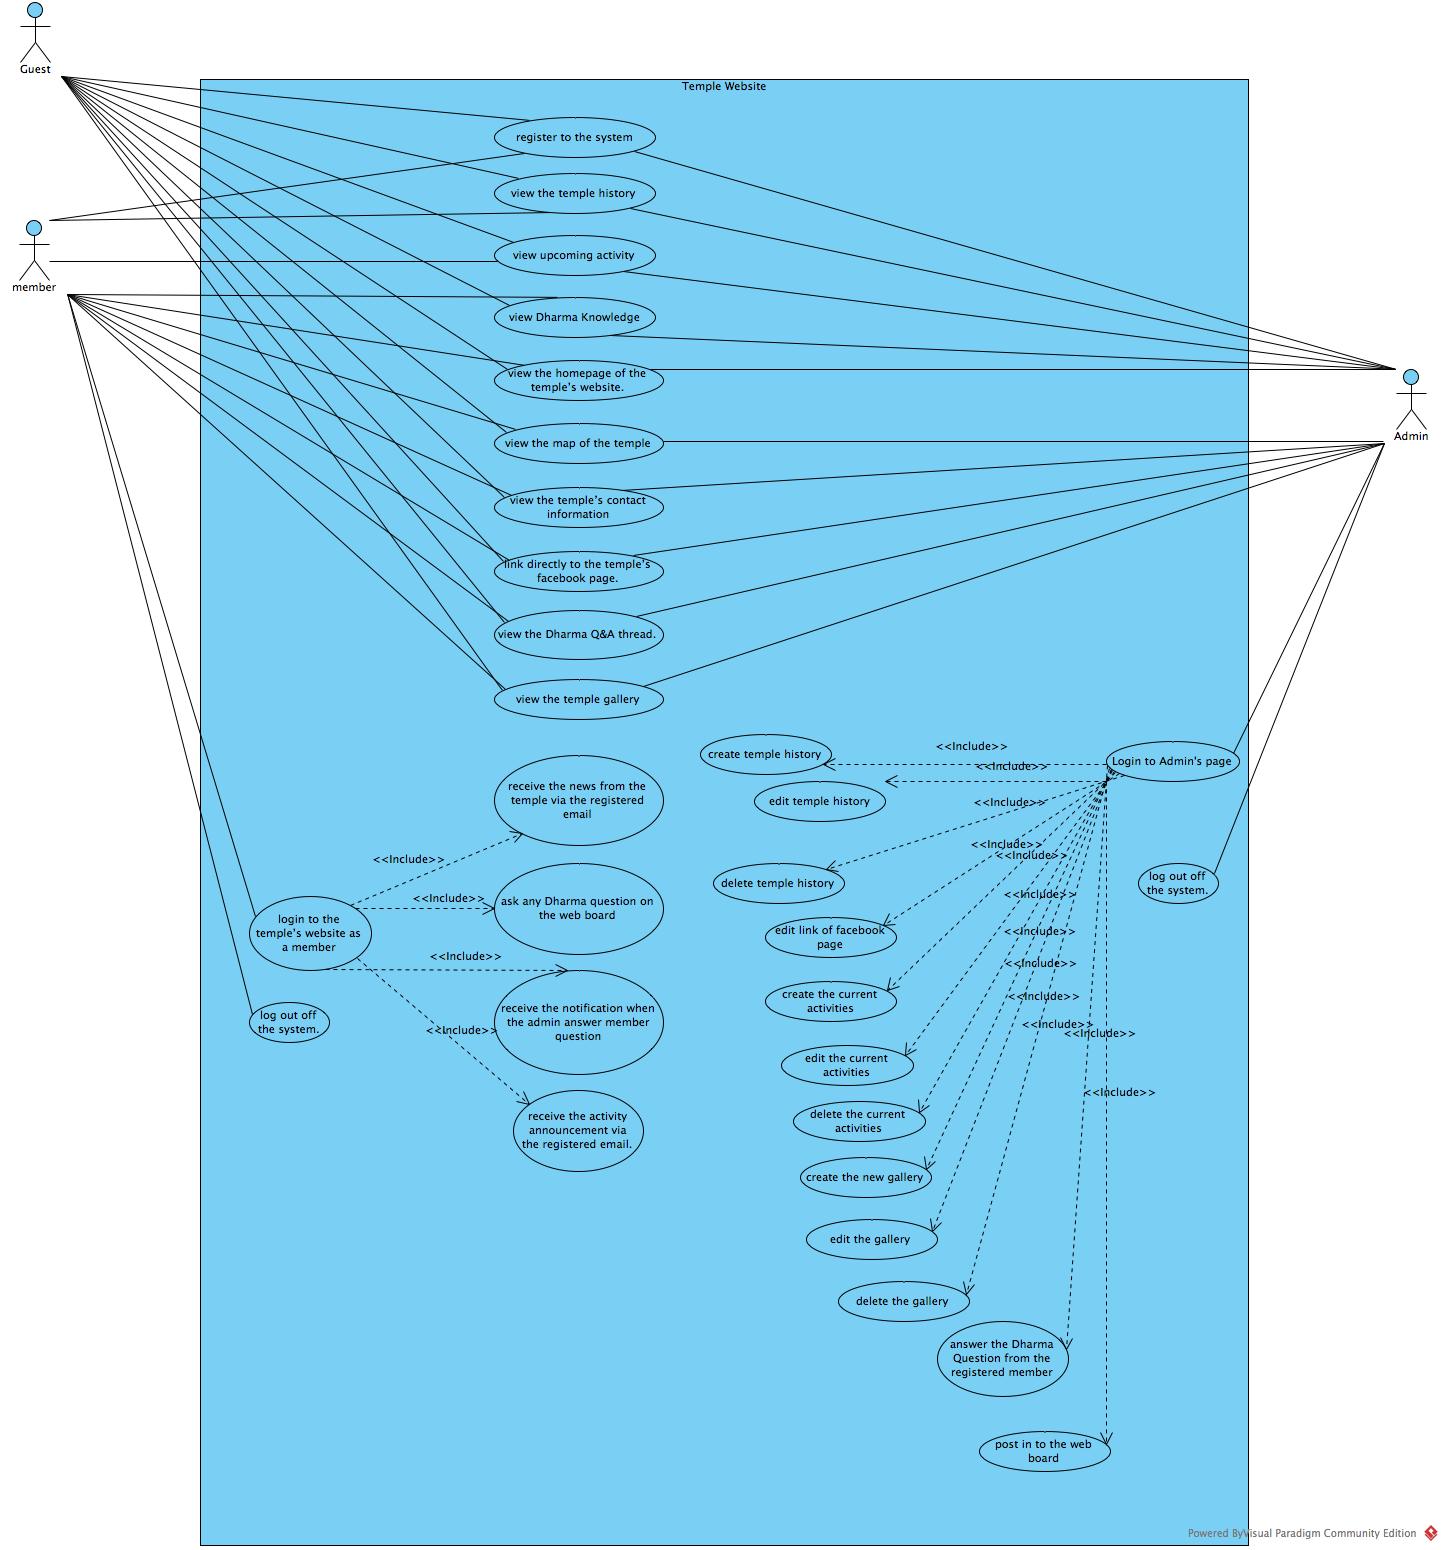 Guest
Temple Website
register to the system
view the temple history
member
view upcoming activity
view Dharma Knowledge
view the homepage of the
temple's website.
Admin
view the map of the temple
view the temple's contact
information
link directly to the temple's
facebook page.
view the Dharma Q&A thread.
view the temple gallery
create temple history
<<Include>>
Login to Admin's page
<<Include>>
edit temple history
<<Include>>
receive the news from the
temple via the registered
email
<<Include>>
<<Include>>
<<Include>>
delete temple history
log out off
the system.
<<Include>>
<<Include>>
ask any Dharma question on
the web board
login to the
temple's website as
a member
edit link of facebook
page
<<Include>>
<<Include>>
<<Include>>
create the current
activities
<<Include>>
receive the notification when
the admin answer member
question
log out off
the system.
<<Include>>
<<Include>>
<<Include>>
edit the current
activities
<<Include>>
receive the activity
announcement via
the registered email.
delete the current
activities
create the new gallery
edit the gallery
delete the gallery
answer the Dharma
Question from the
registered member
post in to the web
board
Powered ByVisual Paradigm Community Edition